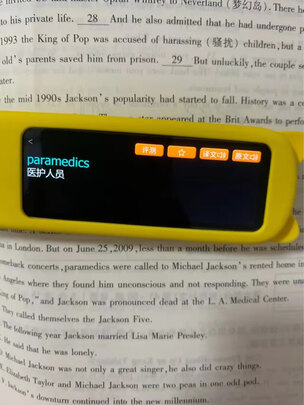 to his private life. 28 And he also admitted that he had undergone p
1993 the King of Pop was accused of harassing (骚扰) children, but a
old's parents saved him from prison. 29 But unluckily, the couple se
ater.
y the mid 1990s Jackson's popularity had started to fall. History was a c
appeared at the Brit Awards to perfor
<
评测
译文
原文
paramedics
医护人员
in London. But on June 25, 2009, less than a month before he was scheduled
comeback concerts, paramedics were called to Michael Jackson's rented home in
Angeles where they found him unconscious and not responding. They were una
ng of Pop," and Jackson was pronounced dead at the L. A. Medical Center.
They called themselves the Jackson Five.
The following year Jackson married Lisa Marie Presley.
He said that he was lonely.
Michael Jackson was not only a great singer, he also did crazy things.
Elizabeth Taylor and Michael Jackson were two peas in one odd pod.
Jackson's downturn continued into the new millennium.